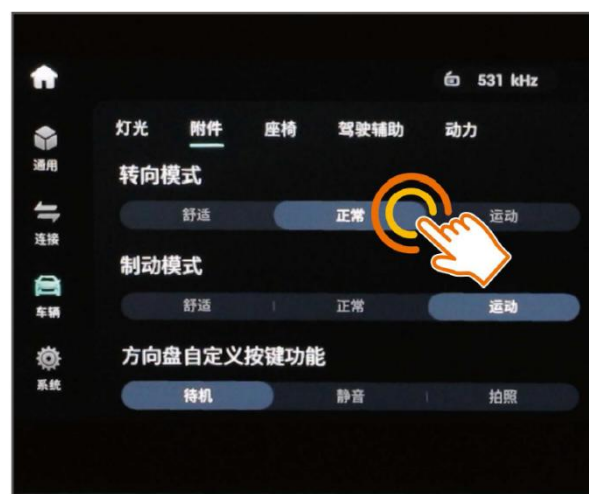 531 kHz
灯光 附件 座椅 驾驶辅助 动力
通用
转向模式
舒适 正常 运动
连接
制动模式
车辆
舒适 正常 运动
方向盘自定义按键功能
系统
待机 静音 拍照